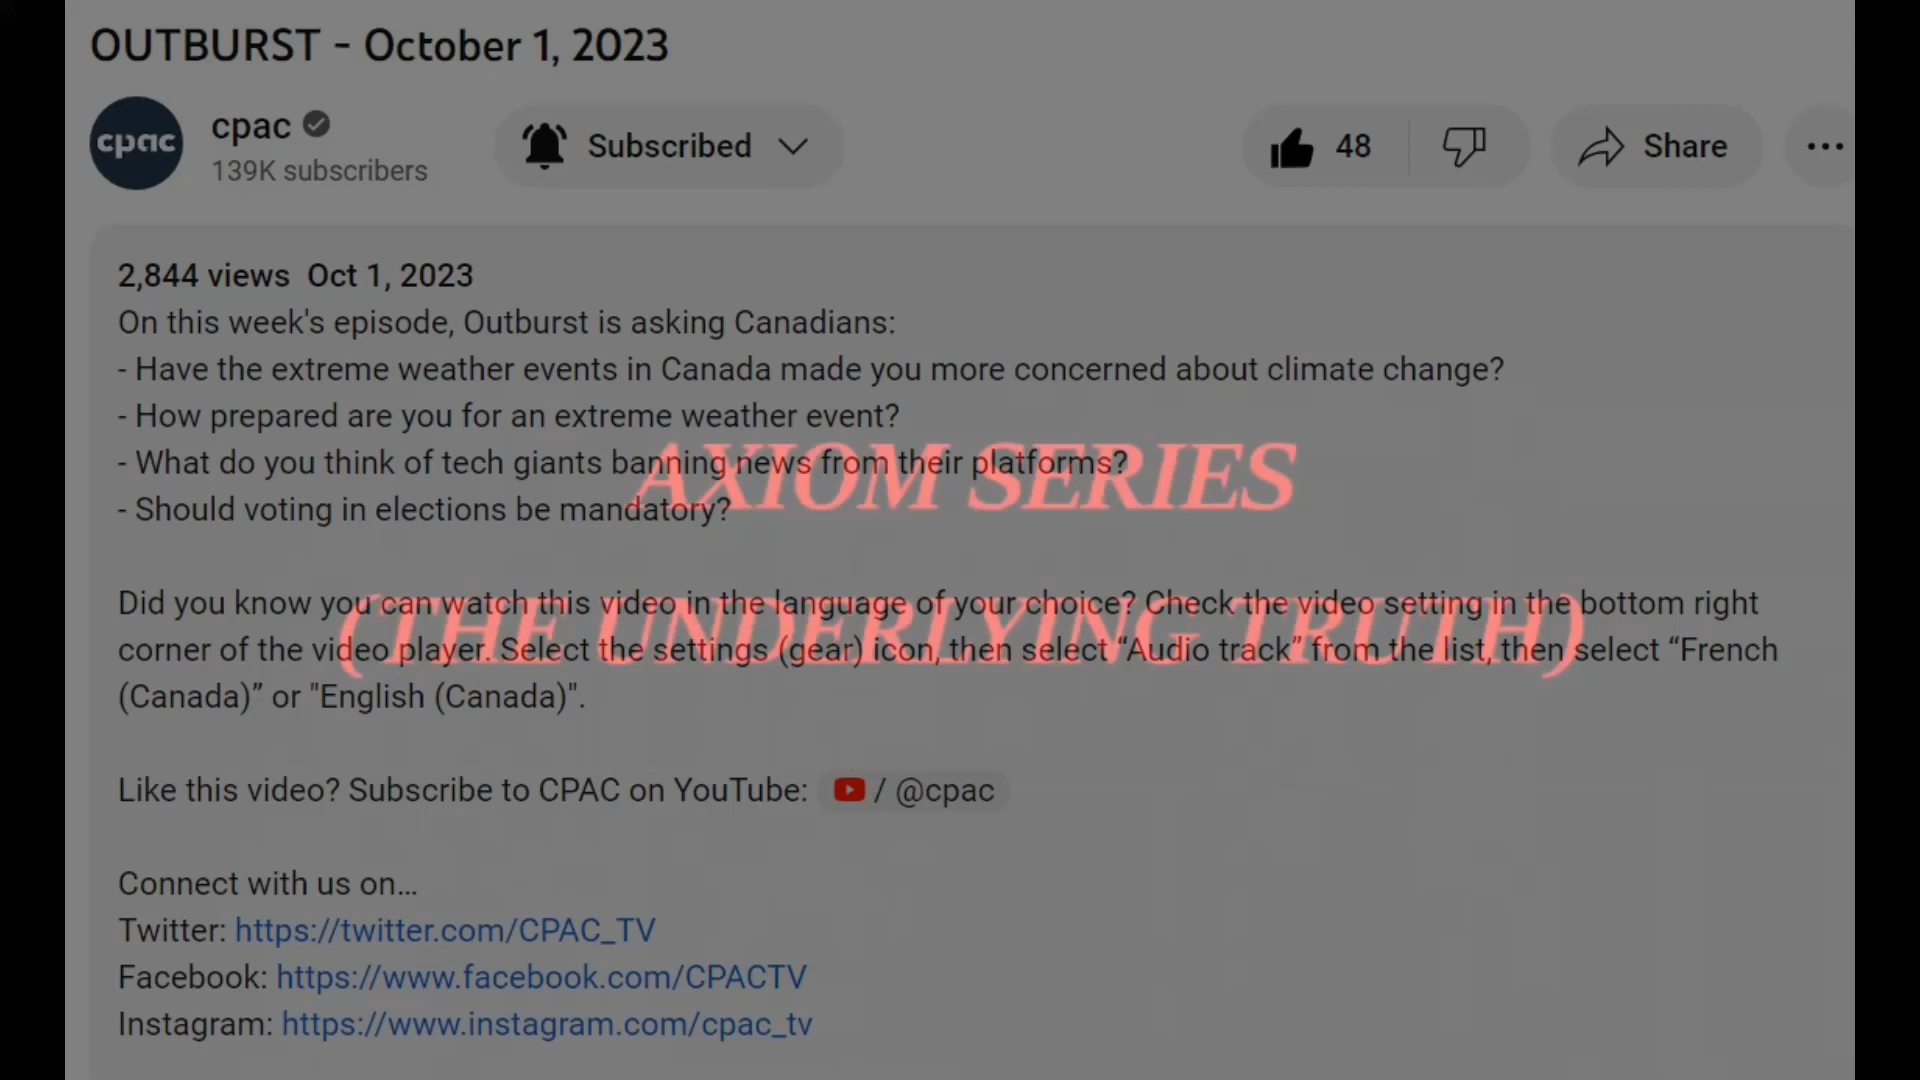 OUTBURST - October 1, 2023
cpac
cpac
Subscribed
48
Share
139K subscribers
2,844 views Oct 1, 2023
On this week's episode, Outburst is asking Canadians:
- Have the extreme weather events in Canada made you more concerned about climate change?
- How prepared are you for an extreme weather event?
- What do you think of tech giants banning news from their platforms?
- Should voting in elections be mandatory?
AXIOM SERIES
(THE UNDERLYING TRUTH)
Did you know you can watch this video in the language of your choice? Check the video setting in the bottom right
corner of the video player. Select the settings (gear) icon, then select “Audio track” from the list, then select “French
(Canada)” or "English (Canada)".
Like this video? Subscribe to CPAC on YouTube: / @cpac
Connect with us on...
Twitter: https://twitter.com/CPAC_TV
Facebook: https://www.facebook.com/CPACTV
Instagram: https://www.instagram.com/cpac_tv